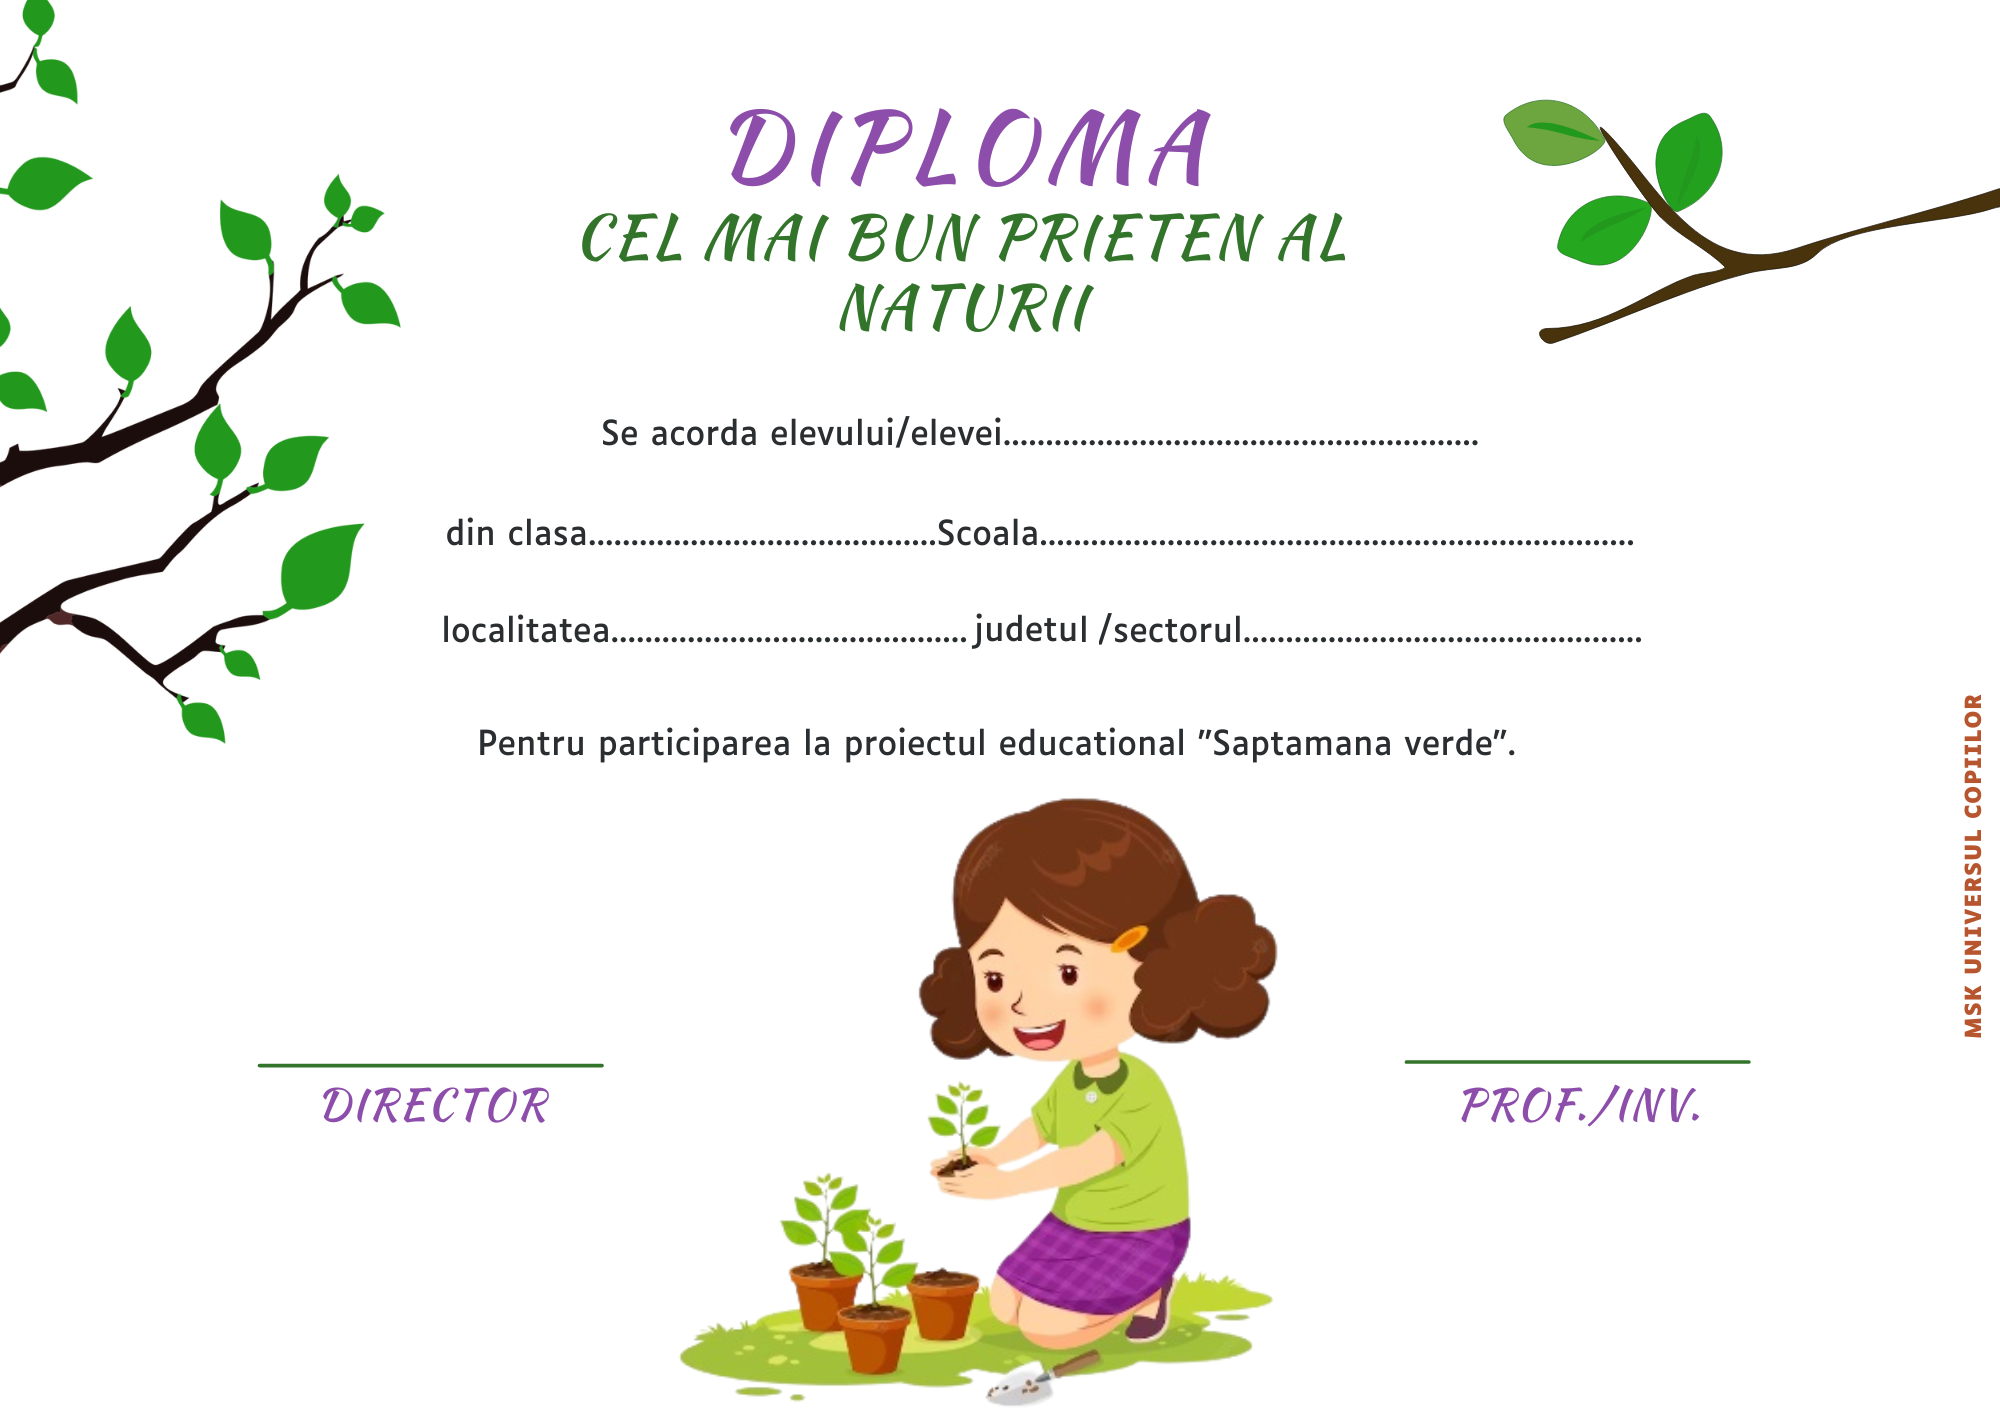 DIPLOMA
CEL MAI BUN PRIETEN AL
NATURII
Se acorda elevului/elevei........................................................
din clasa.........................................Scoala......................................................................
localitatea.......................................... judetul /sectorul...............................................
Pentru participarea la proiectul educational ”Saptamana verde”.
MSK UNIVERSUL COPIILOR
DIRECTOR
PROF./INV.